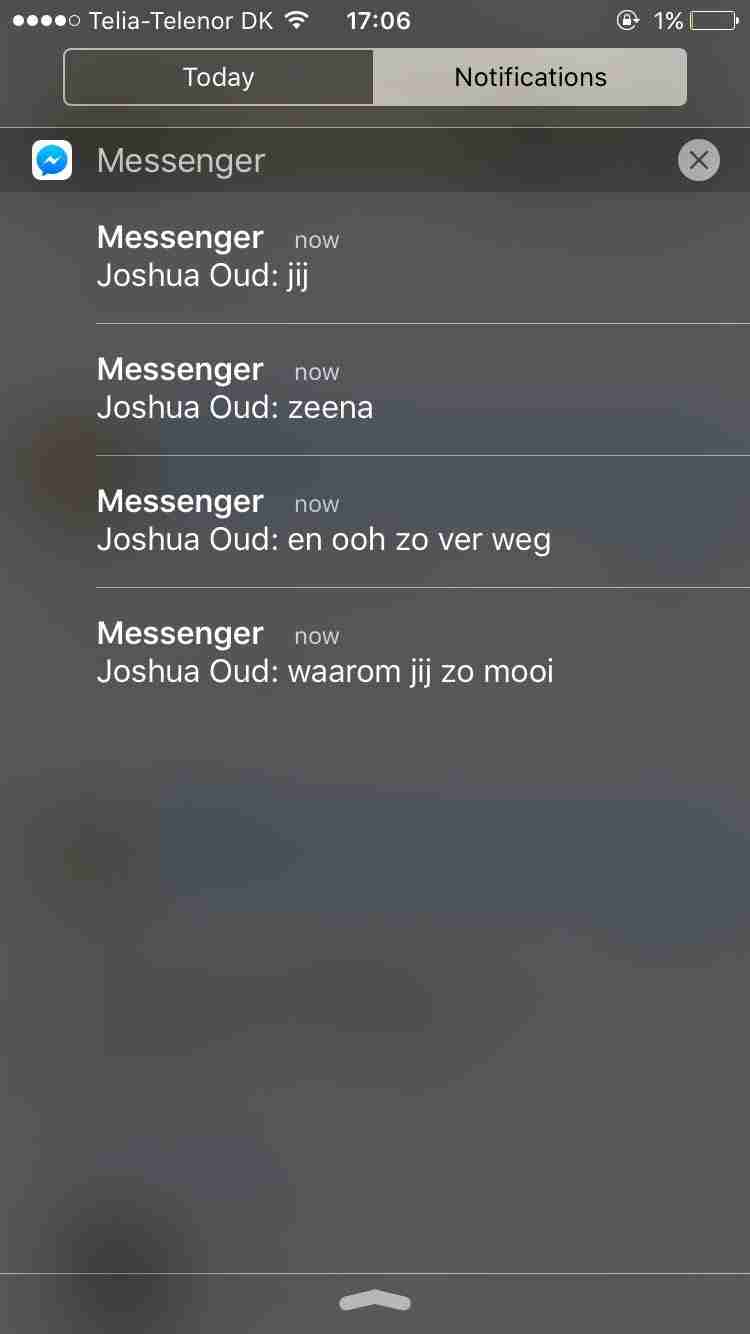 Telia-Telenor DK 17:06 1%
Today Notifications
Messenger
Messenger now
Joshua Oud: jij
Messenger now
Joshua Oud: zeena
Messenger now
Joshua Oud: en ooh zo ver weg
Messenger now
Joshua Oud: waarom jij zo mooi